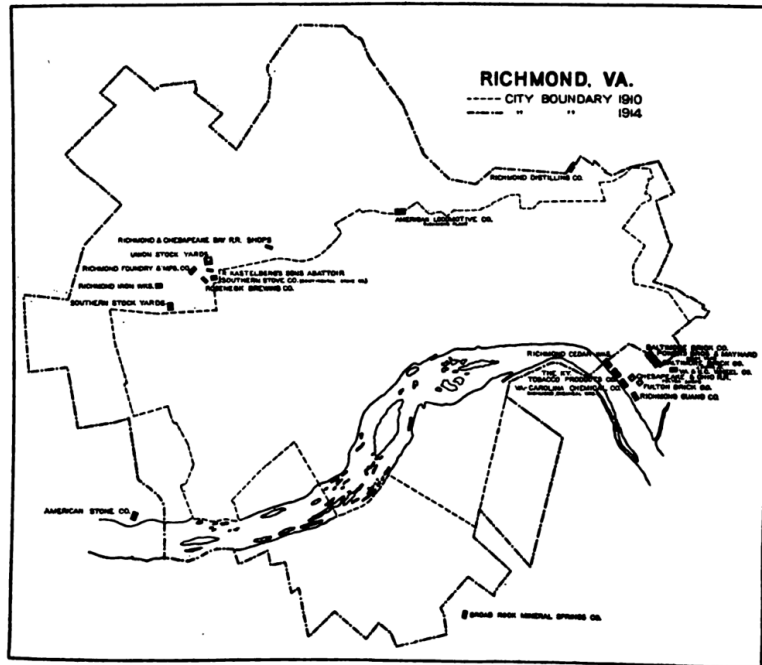 RICHMOND, VA.
CITY BOUNDARY 1910
" " 1914
RICHMOND DISTILLING CO.
AMERICAN LOCOMOTIVE CO.
RICHMOND & CHESAPEAKE BAY R.R. SHOPS
UNION STOCK YARDS
RICHMOND FOUNDRY & MFG. CO.
KASTELBERG'S SONS ABATTOIR
SOUTHERN STOVE CO.
RICHMOND IRON WKS.
ROSENEGK BREWING CO.
SOUTHERN STOCK YARDS
BALTIMORE BRICK CO.
RICHMOND CEDAR WKS.
& MAYNARD
THE KY.
CHESAPEAKE & OHIO R.R.
TOBACCO PRODUCTS CO.
FULTON BRICK CO.
VA-CAROLINA CHEMICAL CO.
RICHMOND GUANO CO.
AMERICAN STONE CO.
BROAD ROCK MINERAL SPRINGS CO.